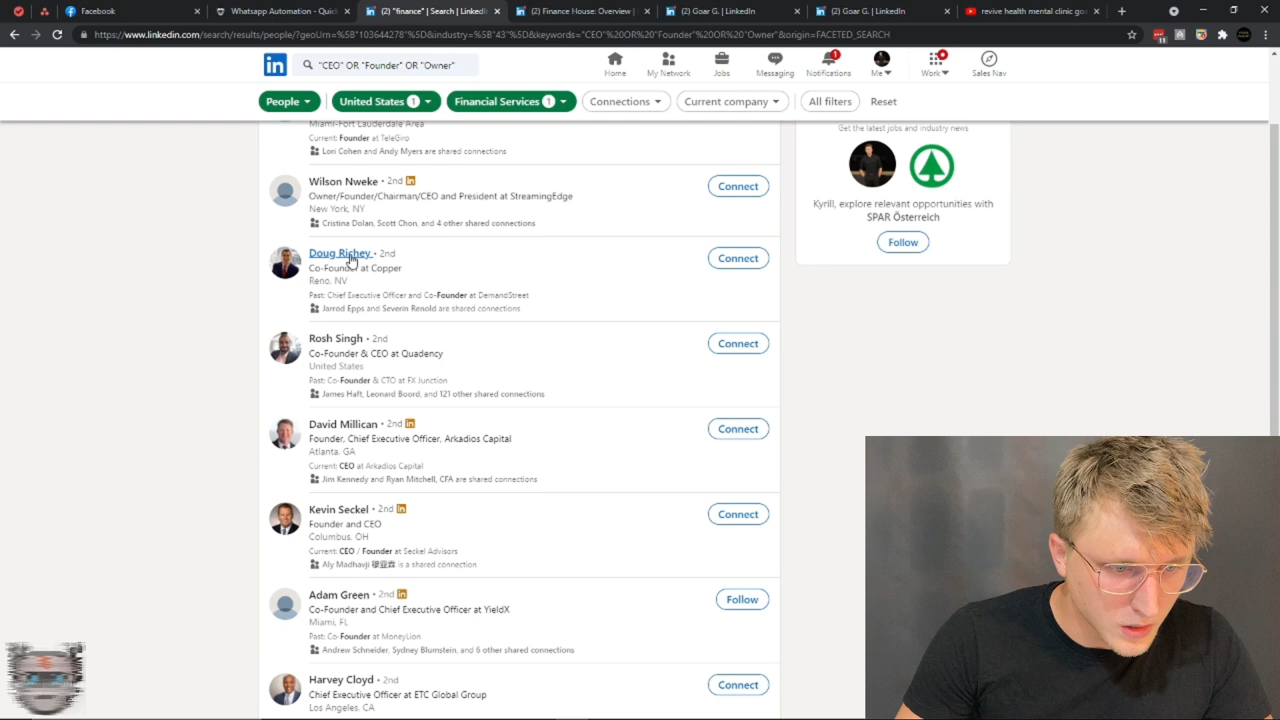 Facebook
Whatsapp Automation - Quick
(2) "finance" | Search | LinkedIn
(2) Finance House: Overview |
(2) Goar G. | LinkedIn
(2) Goar G. | LinkedIn
revive health mental clinic goa
https://www.linkedin.com/search/results/people/?geoUrn=%5B"103644278"%5D&industry=%5B"43"%5D&keywords="CEO"%20OR%20"Founder"%20OR%20"Owner"&origin=FACETED_SEARCH
in
"CEO" OR "Founder" OR "Owner"
Home
My Network
Jobs
Messaging
1
Notifications
Me
Work
Sales Nav
People
United States 1
Financial Services 1
Connections
Current company
All filters
Reset
Miami-Fort Lauderdale Area
Current: Founder at TeleGiro
Lori Cohen and Andy Myers are shared connections
Wilson Nweke • 2nd in
Owner/Founder/Chairman/CEO and President at StreamingEdge
New York, NY
Cristina Dolan, Scott Chon, and 4 other shared connections
Connect
Doug Richey • 2nd
Co-Founder at Copper
Reno, NV
Past: Chief Executive Officer and Co-Founder at DemandStreet
Jarrod Epps and Severin Renold are shared connections
Connect
Rosh Singh • 2nd
Co-Founder & CEO at Quadency
United States
Past: Co-Founder & CTO at FX Junction
James Haft, Leonard Boord, and 121 other shared connections
Connect
David Millican • 2nd in
Founder, Chief Executive Officer, Arkadios Capital
Atlanta, GA
Current: CEO at Arkadios Capital
Jim Kennedy and Ryan Mitchell, CFA are shared connections
Connect
Kevin Seckel • 2nd in
Founder and CEO
Columbus, OH
Current: CEO / Founder at Seckel Advisors
Aly Madhavji 穆亚霖 is a shared connection
Connect
Adam Green • 2nd in
Co-Founder and Chief Executive Officer at YieldX
Miami, FL
Past: Co-Founder at MoneyLion
Andrew Schneider, Sydney Blumstein, and 6 other shared connections
Follow
Harvey Cloyd • 2nd
Chief Executive Officer at ETC Global Group
Los Angeles, CA
Connect
Get the latest jobs and industry news
Kyrill, explore relevant opportunities with
SPAR Österreich
Follow